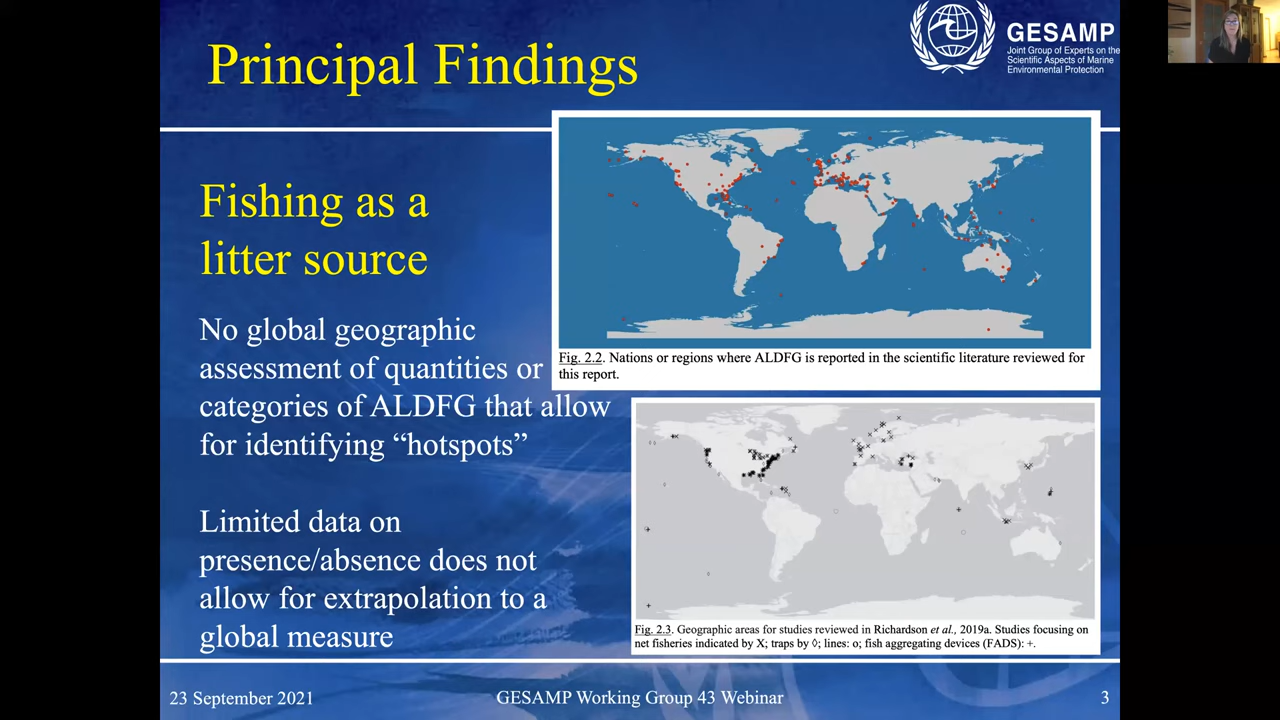 Principal Findings
GESAMP
Joint Group of Experts on the
Scientific Aspects of Marine
Environmental Protection
Fishing as a
litter source
No global geographic
assessment of quantities or
categories of ALDFG that allow
for identifying “hotspots”
Limited data on
presence/absence does not
allow for extrapolation to a
global measure
Fig. 2.2. Nations or regions where ALDFG is reported in the scientific literature reviewed for
this report.
Fig. 2.3. Geographic areas for studies reviewed in Richardson et al., 2019a. Studies focusing on
net fisheries indicated by X; traps by ◊; lines: o; fish aggregating devices (FADS): +.
23 September 2021
GESAMP Working Group 43 Webinar
3